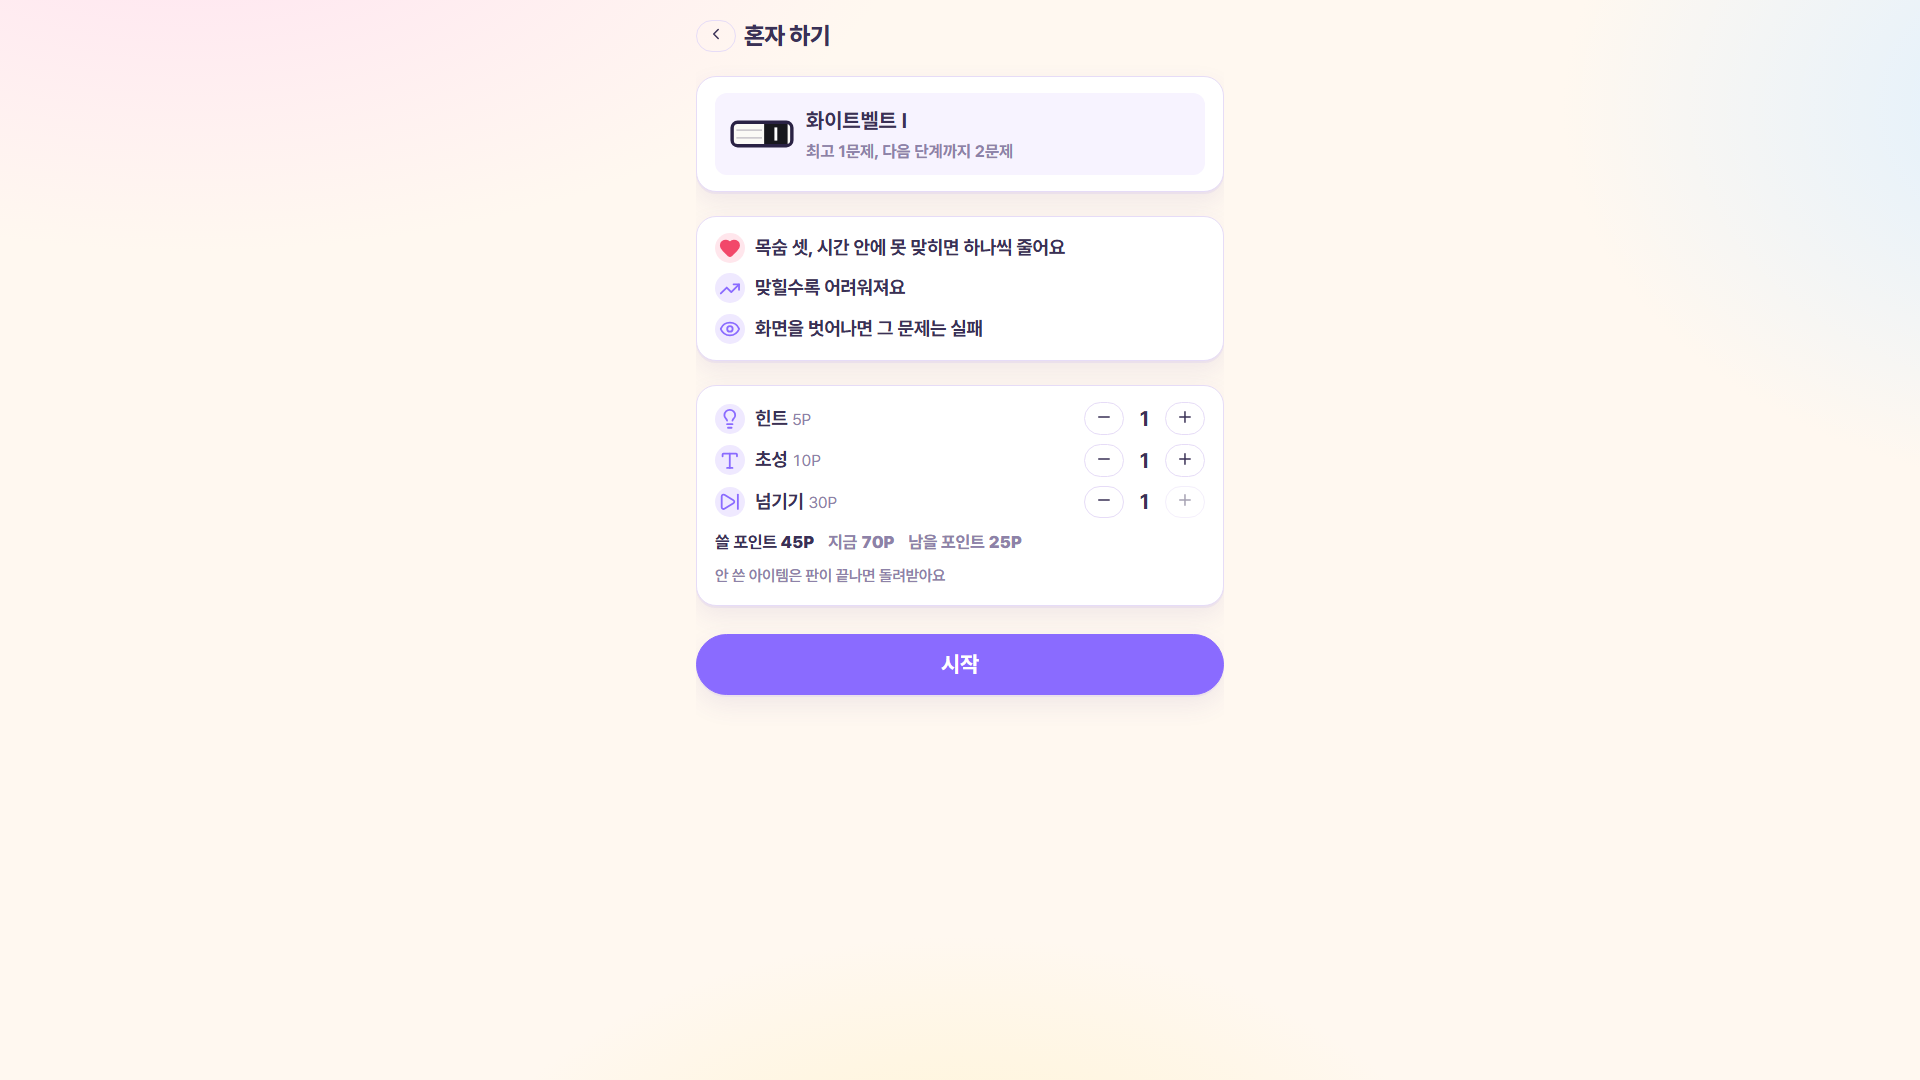 혼자 하기
화이트벨트 I
최고 1문제, 다음 단계까지 2문제
목숨 셋, 시간 안에 못 맞히면 하나씩 줄어요
맞힐수록 어려워져요
화면을 벗어나면 그 문제는 실패
힌트 5P − 1 +
초성 10P − 1 +
넘기기 30P − 1 +
쓸 포인트 45P 지금 70P 남을 포인트 25P
안 쓴 아이템은 판이 끝나면 돌려받아요
시작